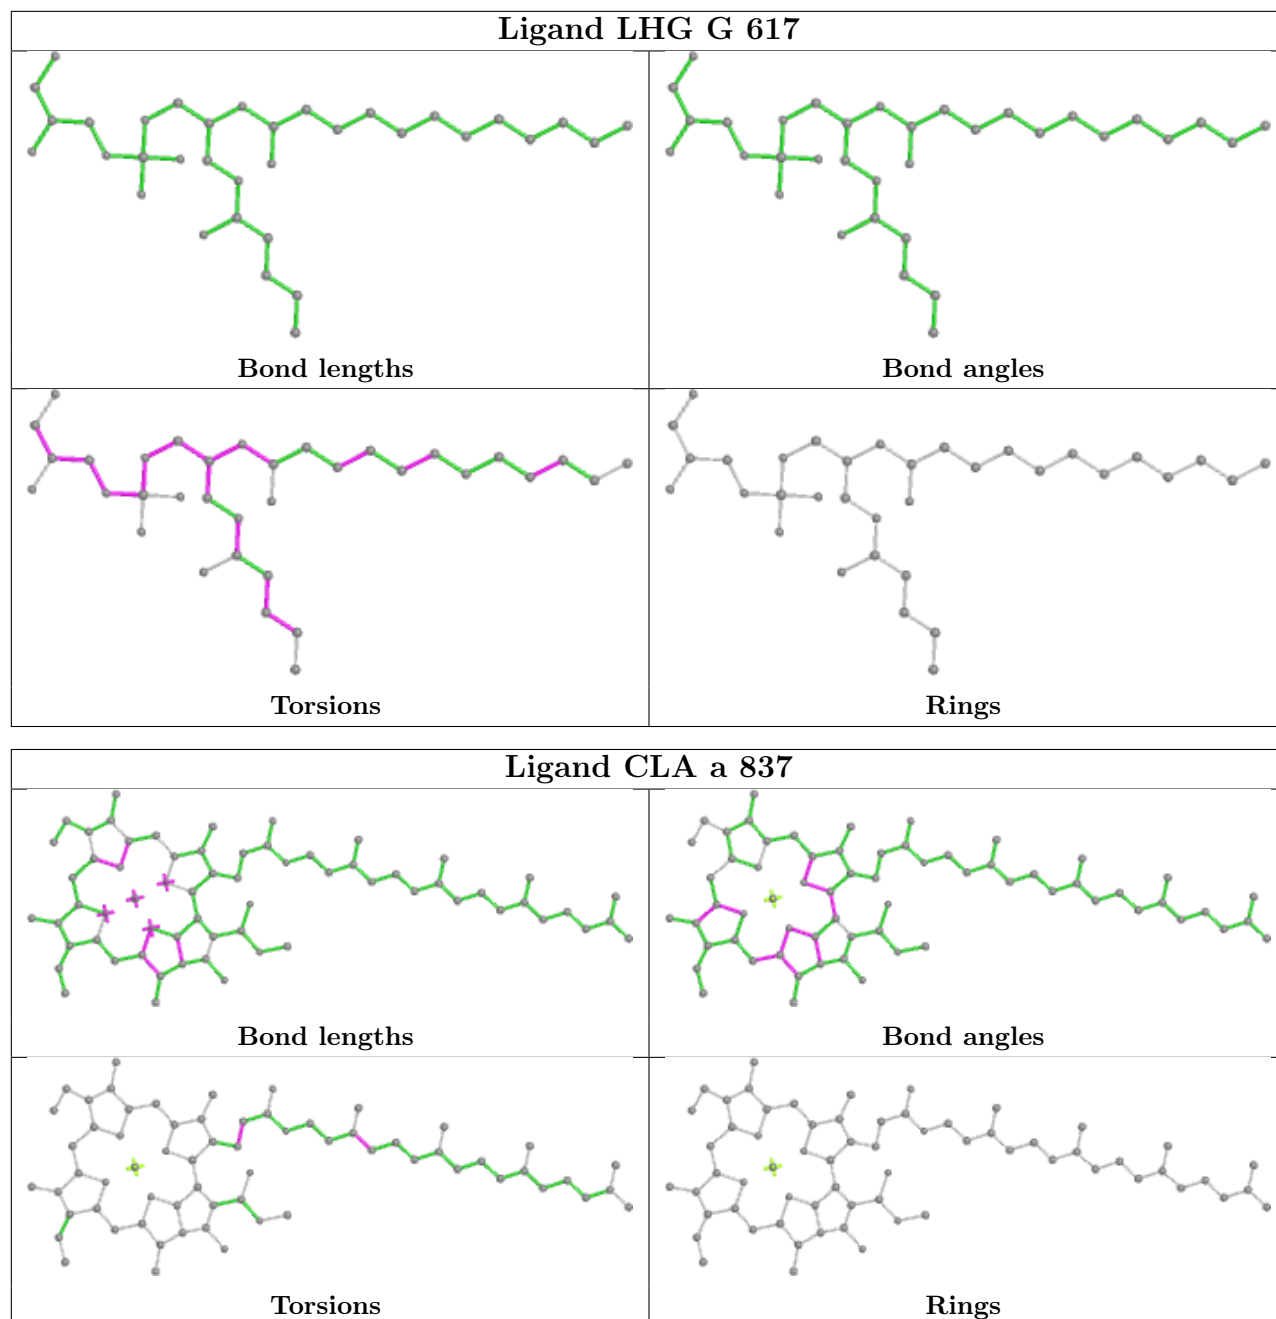 Ligand LHG G 617
Bond lengths
Bond angles
Torsions
Rings
Ligand CLA a 837
Bond lengths
Bond angles
Torsions
Rings